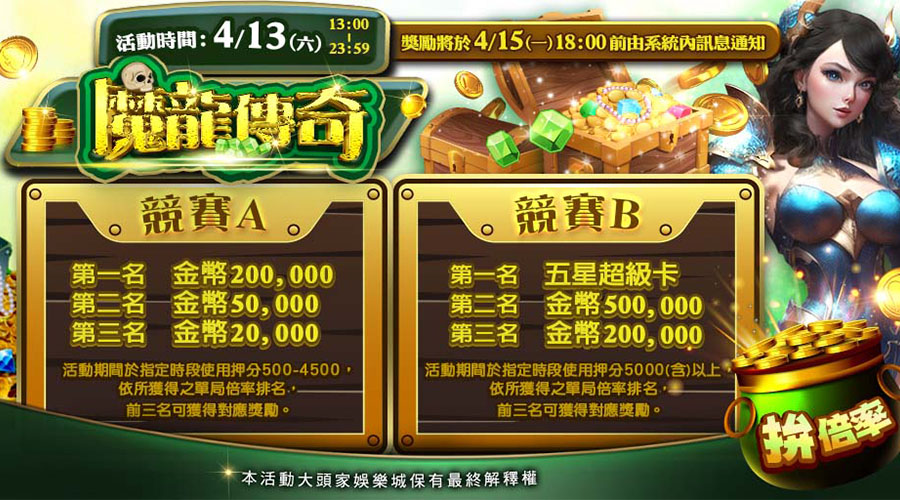 活動時間：4/13(六) 13:00
|
23:59
獎勵將於4/15(一)18:00前由系統內訊息通知
魔龍傳奇
競賽A
第一名 金幣200,000
第二名 金幣50,000
第三名 金幣20,000
活動期間於指定時段使用押分500-4500，
依所獲得之單局倍率排名，
前三名可獲得對應獎勵。
競賽B
第一名 五星超級卡
第二名 金幣500,000
第三名 金幣200,000
活動期間於指定時段使用押分5000(含)以上，
依所獲得之單局倍率排名，
前三名可獲得對應獎勵。
拚倍率
本活動大頭家娛樂城保有最終解釋權